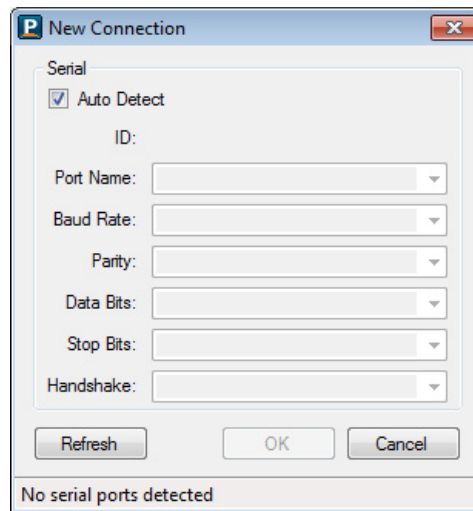 P New Connection
Serial
Auto Detect
ID:
Port Name:
Baud Rate:
Parity:
Data Bits:
Stop Bits:
Handshake:
Refresh OK Cancel
No serial ports detected